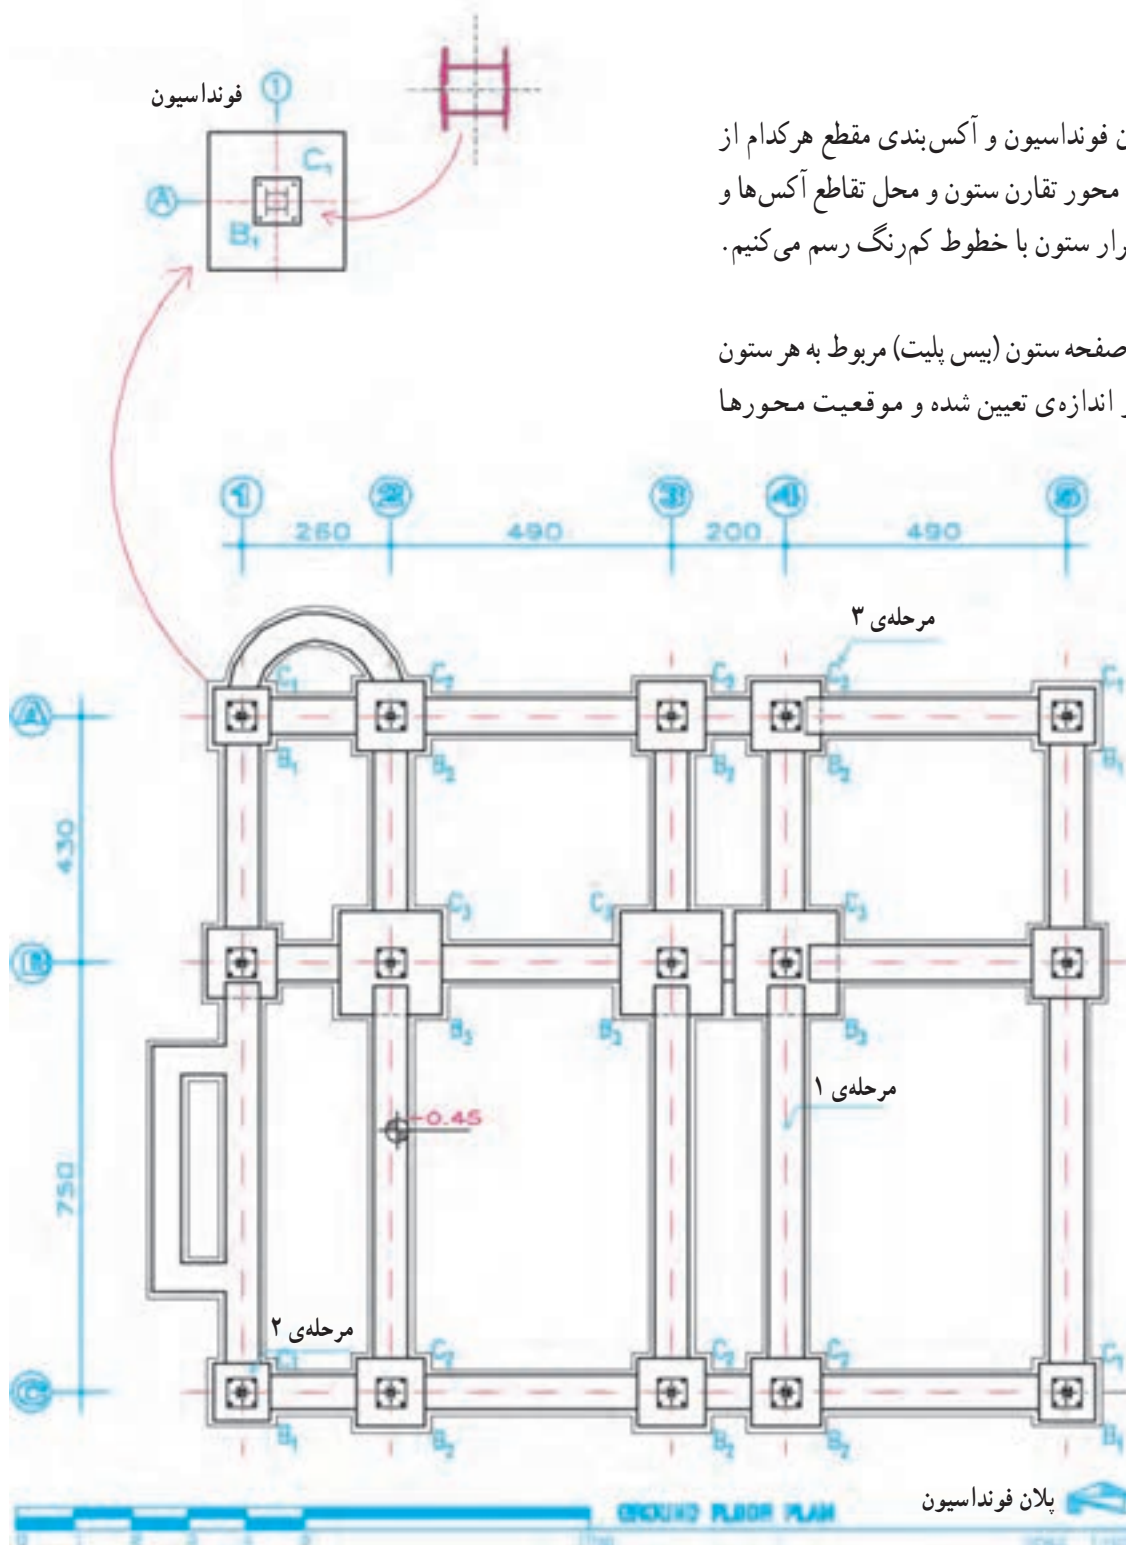 فونداسیون
1
C1
A
B1
ن فونداسیون و آکس‌بندی مقطع هرکدام از
محور تقارن ستون و محل تقاطع آکس‌ها و
رار ستون با خطوط کم‌رنگ رسم می‌کنیم.
صفحه ستون (بیس پلیت) مربوط به هر ستون
ر اندازه‌ی تعیین شده و موقعیت محورها
1 2 3 4 5
260 490 200 490
مرحله‌ی ۳
C1 C2 C2 C2 C1
A
B1 B2 B2 B2 B1
430
C3 C3 C3
B
B3 B3 B3
مرحله‌ی ۱
-0.45
750
مرحله‌ی ۲
C1 C2 C2 C2 C1
C
B1 B2 B2 B2 B1
پلان فونداسیون
GROUND FLOOR PLAN